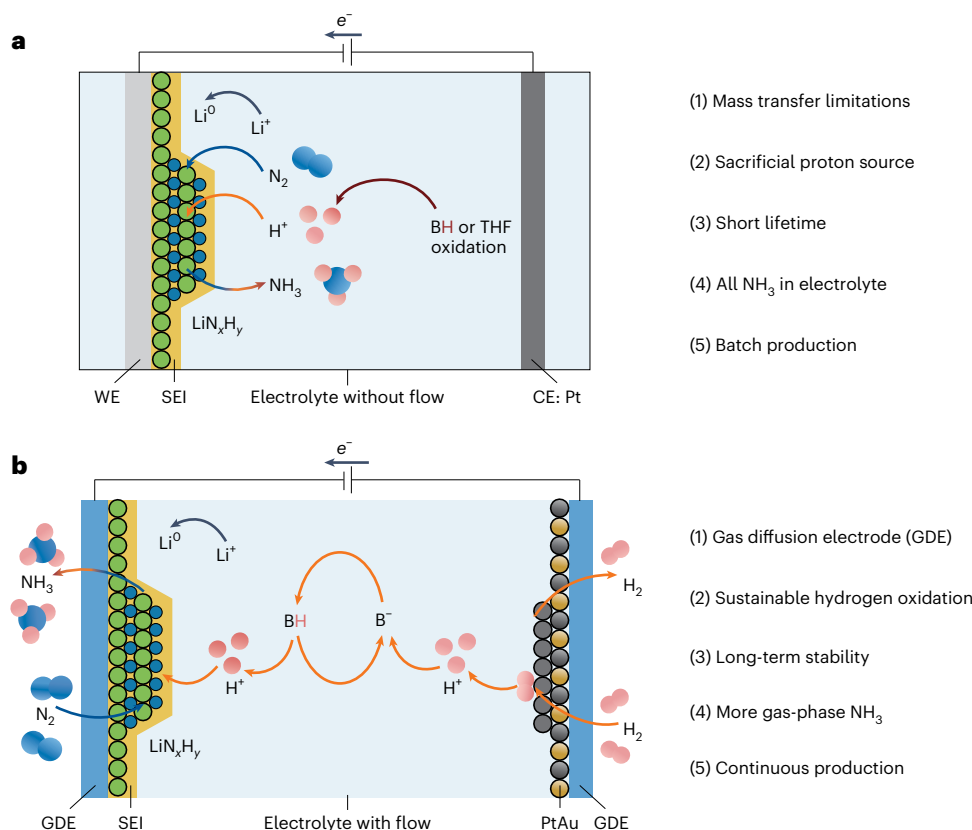 a
e⁻
Li⁰
Li⁺
N₂
H⁺
BH or THF
oxidation
NH₃
LiNₓHᵧ
WE
SEI
Electrolyte without flow
CE: Pt
(1) Mass transfer limitations
(2) Sacrificial proton source
(3) Short lifetime
(4) All NH₃ in electrolyte
(5) Batch production
b
e⁻
Li⁰
Li⁺
NH₃
N₂
BH
B⁻
H⁺
H⁺
H₂
H₂
LiNₓHᵧ
GDE
SEI
Electrolyte with flow
PtAu
GDE
(1) Gas diffusion electrode (GDE)
(2) Sustainable hydrogen oxidation
(3) Long-term stability
(4) More gas-phase NH₃
(5) Continuous production